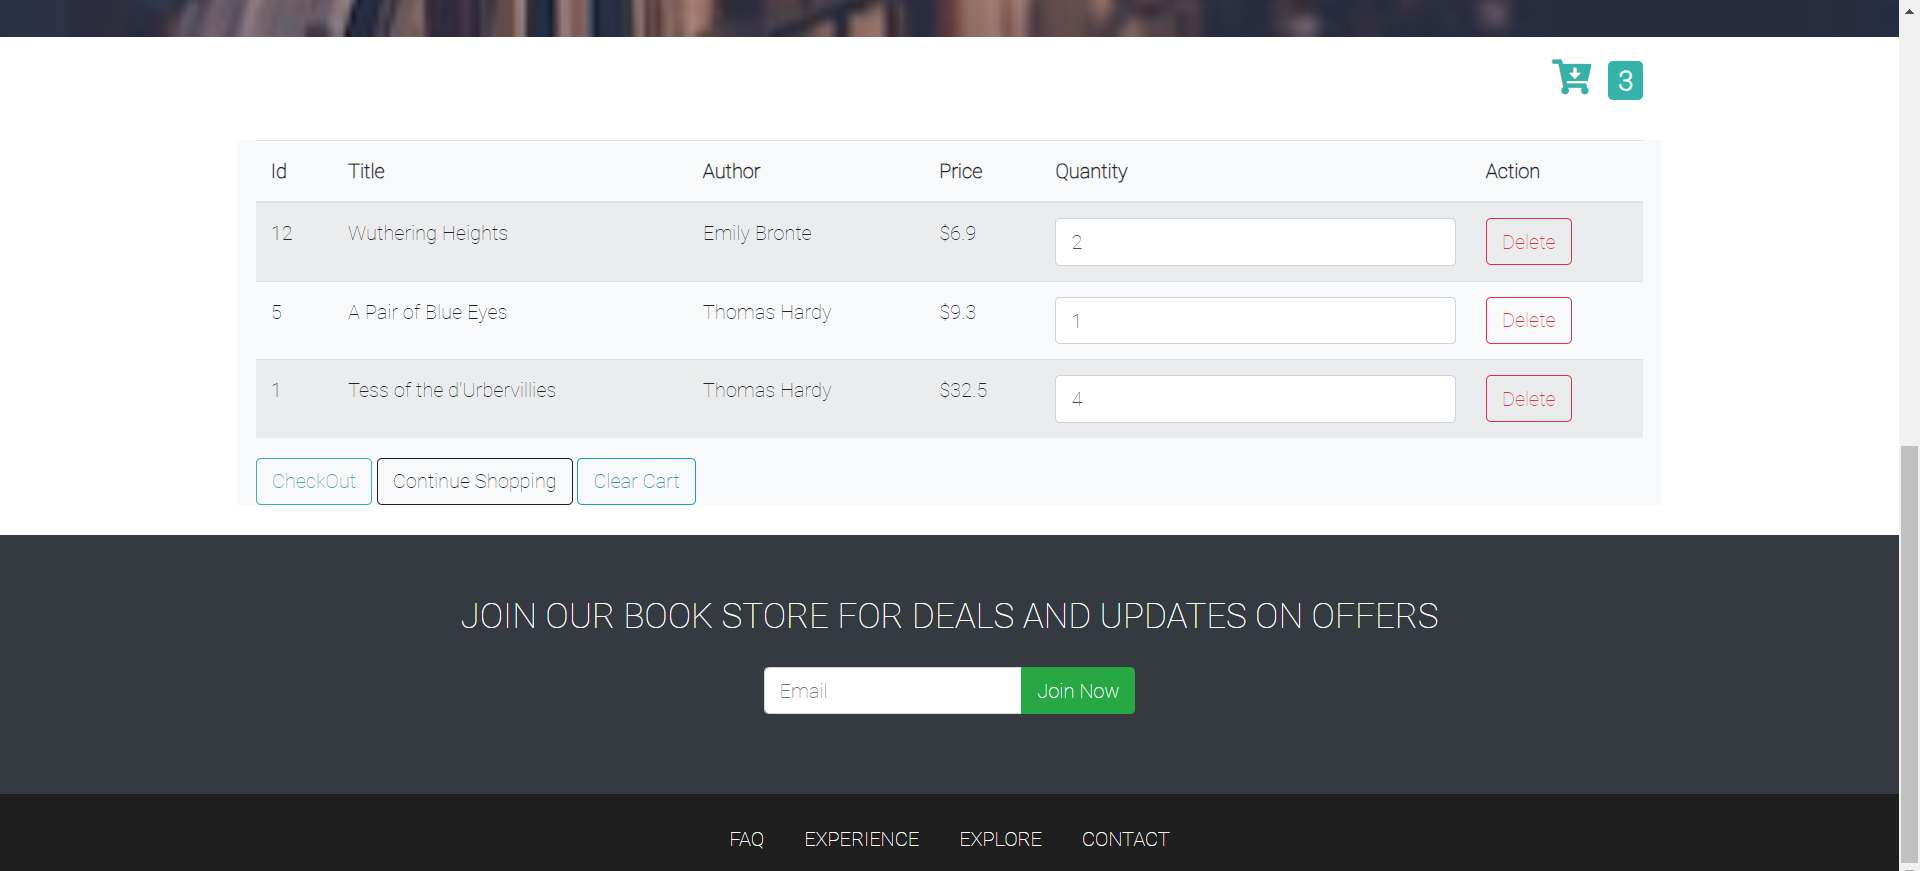 3
Id Title Author Price Quantity Action
12 Wuthering Heights Emily Bronte $6.9 2 Delete
5 A Pair of Blue Eyes Thomas Hardy $9.3 1 Delete
1 Tess of the d'Urbervillies Thomas Hardy $32.5 4 Delete
CheckOut Continue Shopping Clear Cart
JOIN OUR BOOK STORE FOR DEALS AND UPDATES ON OFFERS
Email Join Now
FAQ EXPERIENCE EXPLORE CONTACT